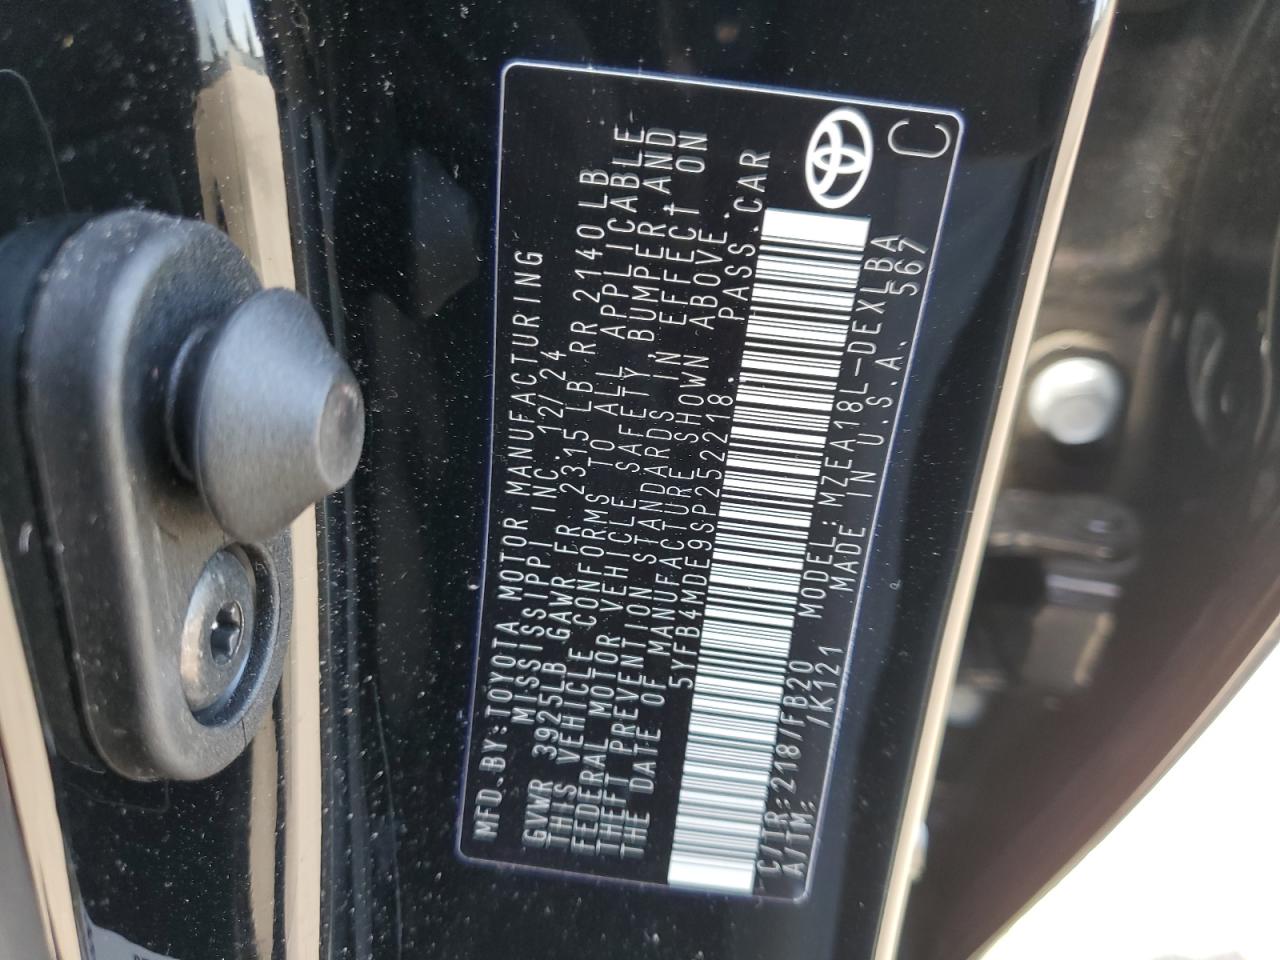 MFD. BY: TOYOTA MOTOR MANUFACTURING
MISSISSIPPI INC. 12/24
GVWR 3925LB GAWR FR 2315 LB RR 2140 LB
THIS VEHICLE CONFORMS TO ALL APPLICABLE
FEDERAL MOTOR VEHICLE SAFETY, BUMPER, AND
THEFT PREVENTION STANDARDS IN EFFECT ON
THE DATE OF MANUFACTURE SHOWN ABOVE.
5YFB4MDE9SP252218. PASS. CAR
C/TR: 218/FB20 MODEL: MZEA18L-DEXLBA
A/TM: /K121 MADE IN U.S.A. 567
C